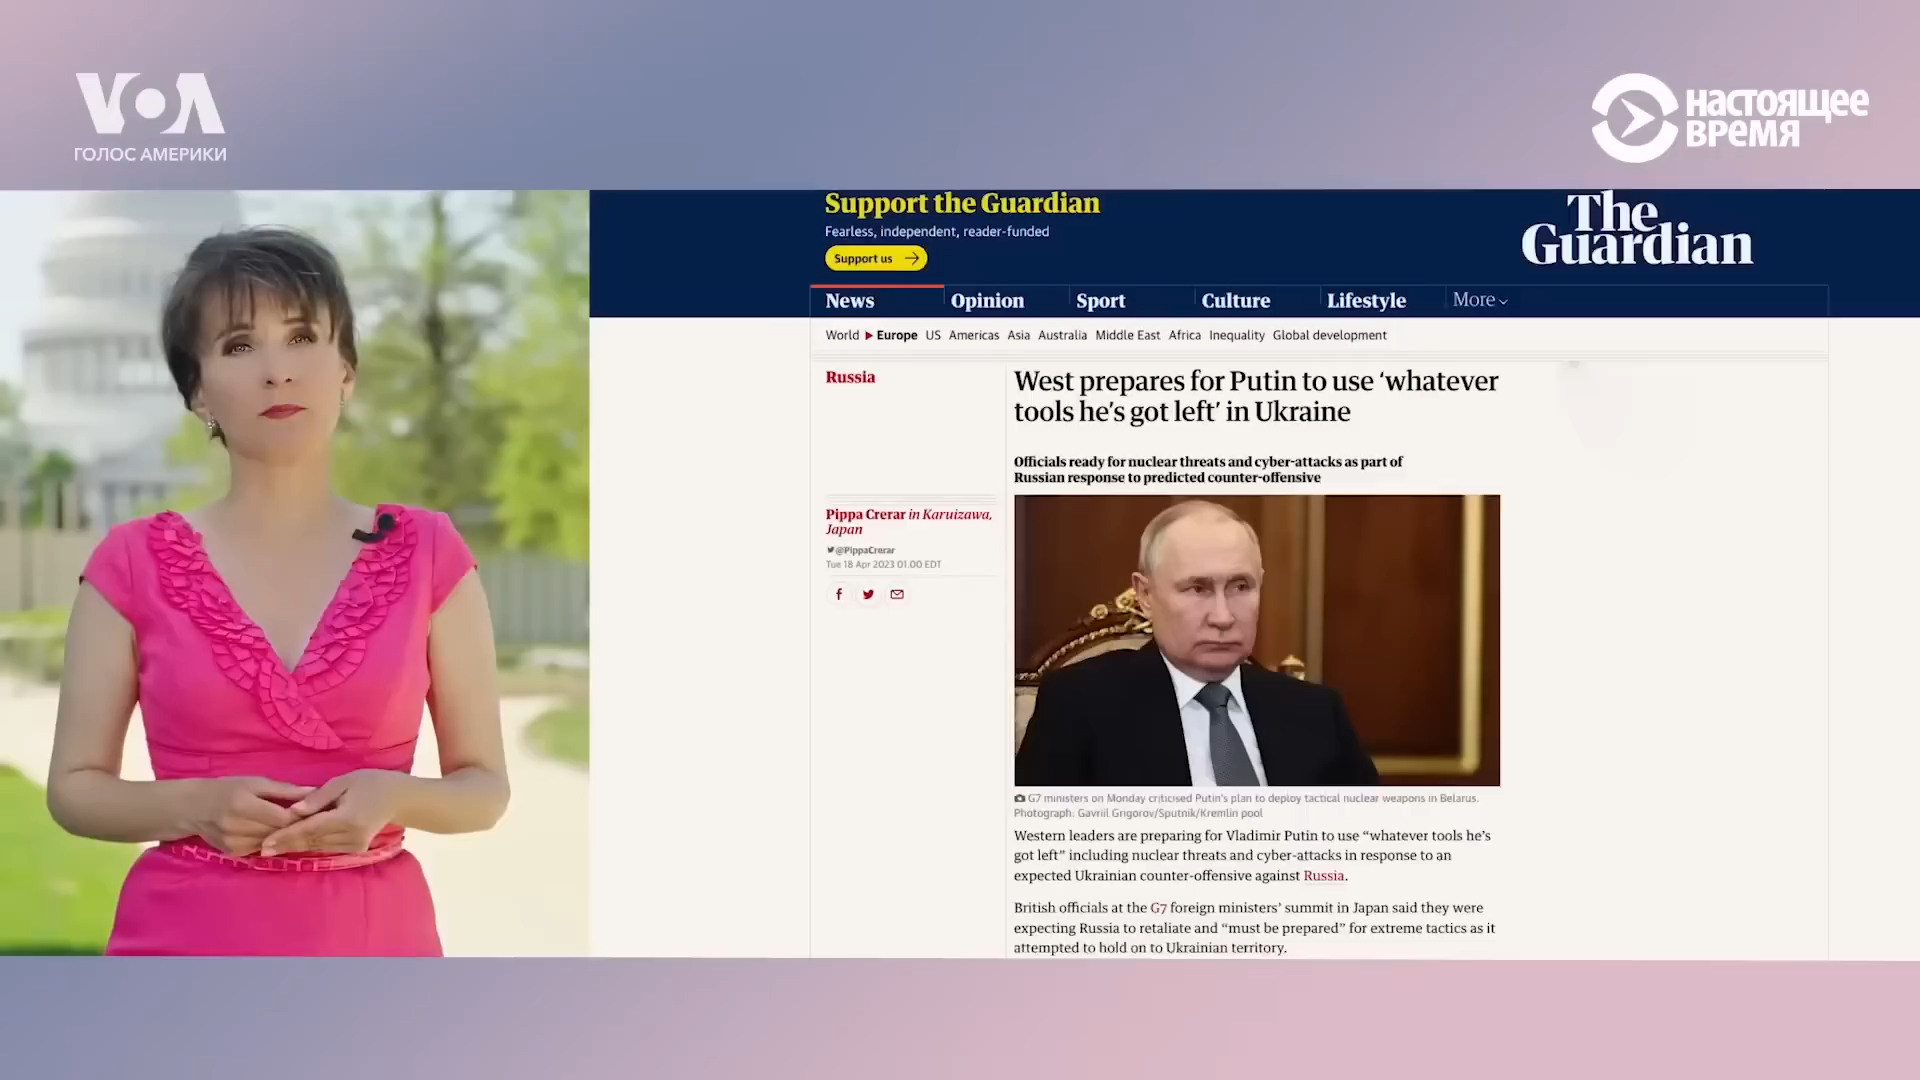 VOA
ГОЛОС АМЕРИКИ
НАСТОЯЩЕЕ
ВРЕМЯ
Support the Guardian
Fearless, independent, reader-funded
Support us
The
Guardian
News Opinion Sport Culture Lifestyle More
World Europe US Americas Asia Australia Middle East Africa Inequality Global development
Russia
West prepares for Putin to use ‘whatever
tools he’s got left’ in Ukraine
Officials ready for nuclear threats and cyber-attacks as part of
Russian response to predicted counter-offensive
Pippa Crerar in Karuizawa,
Japan
@PippaCrerar
Tue 18 Apr 2023 01.00 EDT
G7 ministers on Monday criticised Putin’s plan to deploy tactical nuclear weapons in Belarus.
Photograph: Gavriil Grigorov/Sputnik/Kremlin pool
Western leaders are preparing for Vladimir Putin to use “whatever tools he’s
got left” including nuclear threats and cyber-attacks in response to an
expected Ukrainian counter-offensive against Russia.
British officials at the G7 foreign ministers’ summit in Japan said they were
expecting Russia to retaliate and “must be prepared” for extreme tactics as it
attempted to hold on to Ukrainian territory.